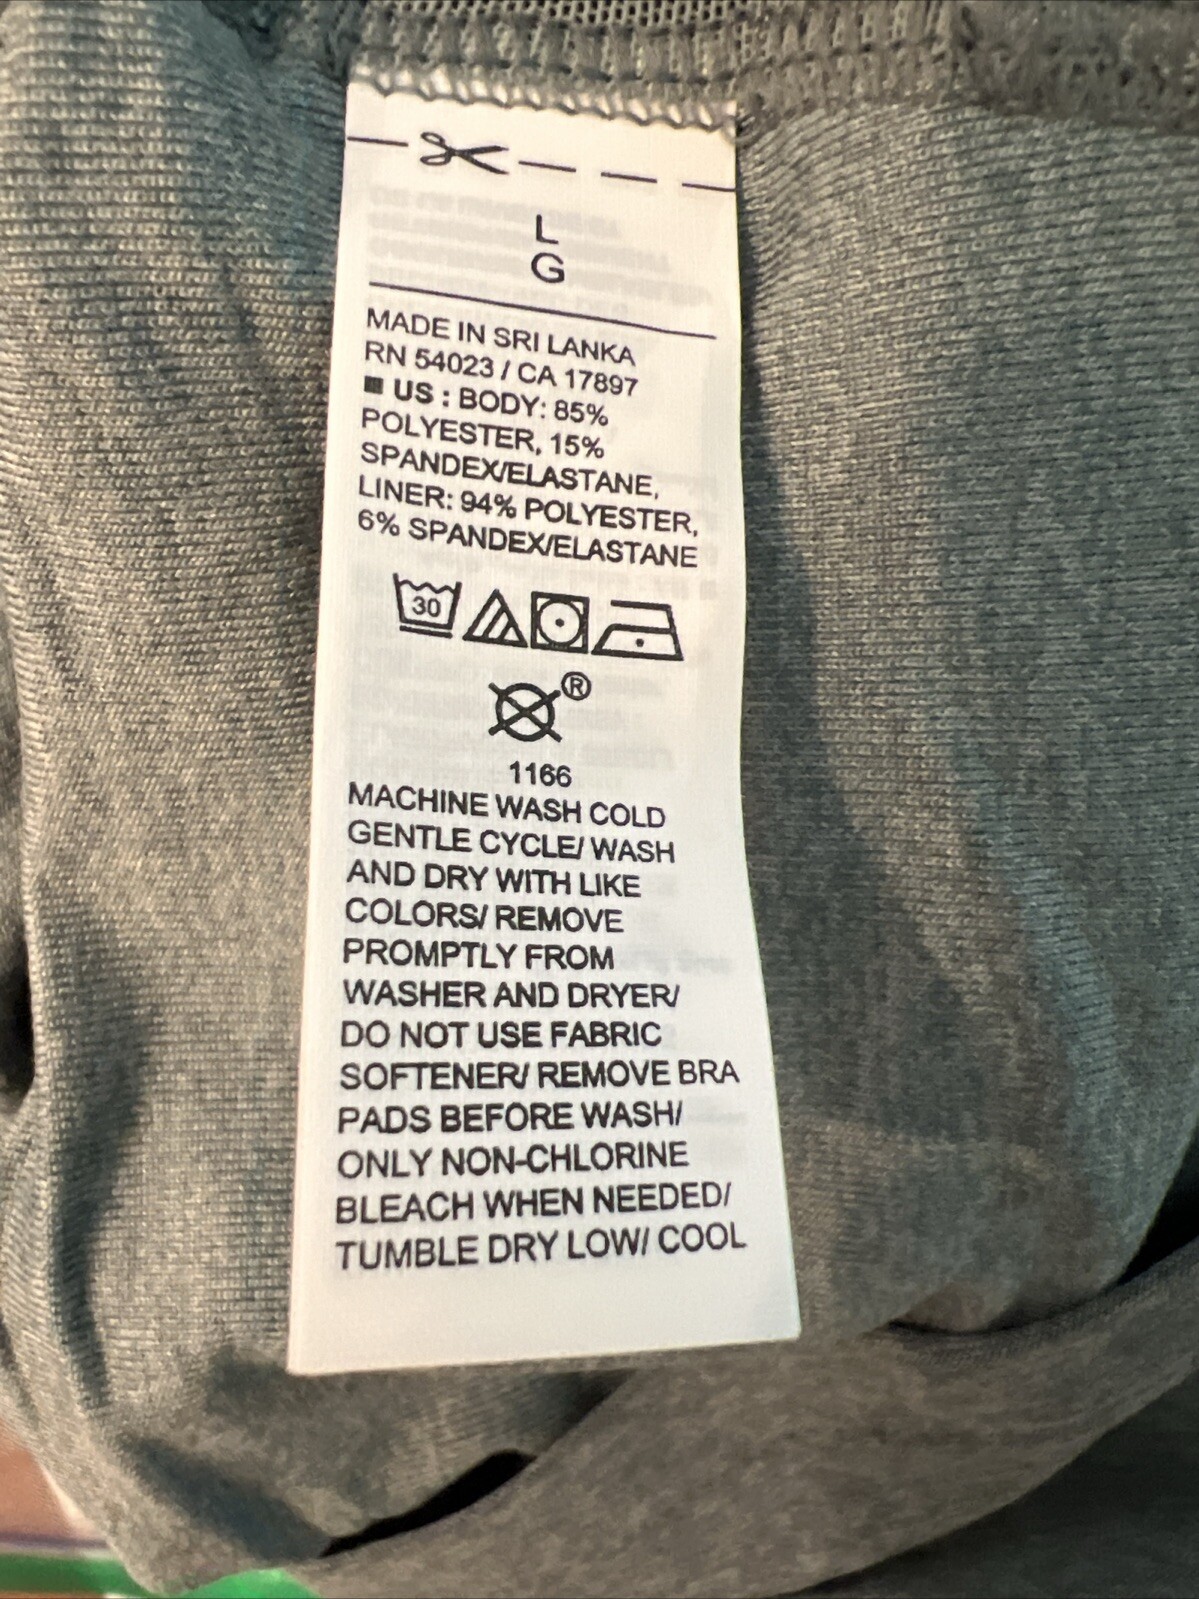 L
G
MADE IN SRI LANKA
RN 54023 / CA 17897
■ US : BODY: 85%
POLYESTER, 15%
SPANDEX/ELASTANE,
LINER: 94% POLYESTER,
6% SPANDEX/ELASTANE
30
®
1166
MACHINE WASH COLD
GENTLE CYCLE/ WASH
AND DRY WITH LIKE
COLORS/ REMOVE
PROMPTLY FROM
WASHER AND DRYER/
DO NOT USE FABRIC
SOFTENER/ REMOVE BRA
PADS BEFORE WASH/
ONLY NON-CHLORINE
BLEACH WHEN NEEDED/
TUMBLE DRY LOW/ COOL